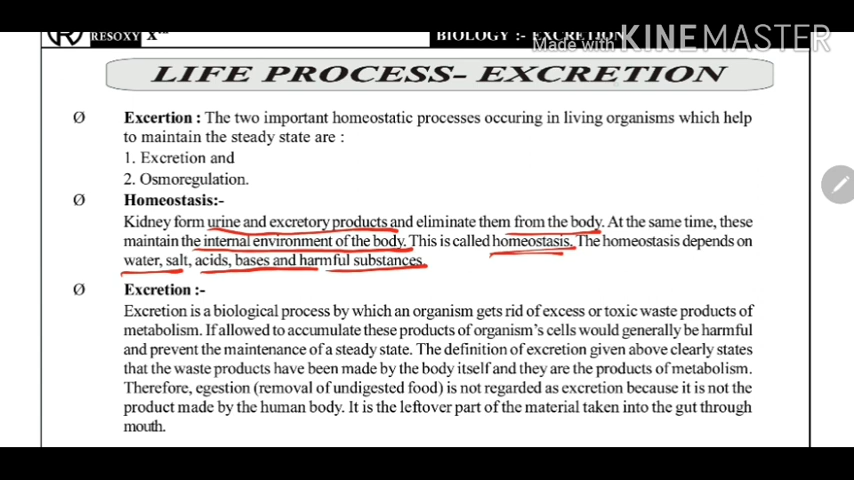 RESOXY X
BIOLOGY :- EXCRETION
Made with KINEMASTER
LIFE PROCESS- EXCRETION
Ø Excertion : The two important homeostatic processes occuring in living organisms which help
to maintain the steady state are :
1. Excretion and
2. Osmoregulation.
Ø Homeostasis:-
Kidney form urine and excretory products and eliminate them from the body. At the same time, these
maintain the internal environment of the body. This is called homeostasis. The homeostasis depends on
water, salt, acids, bases and harmful substances.
Ø Excretion :-
Excretion is a biological process by which an organism gets rid of excess or toxic waste products of
metabolism. If allowed to accumulate these products of organism's cells would generally be harmful
and prevent the maintenance of a steady state. The definition of excretion given above clearly states
that the waste products have been made by the body itself and they are the products of metabolism.
Therefore, egestion (removal of undigested food) is not regarded as excretion because it is not the
product made by the human body. It is the leftover part of the material taken into the gut through
mouth.